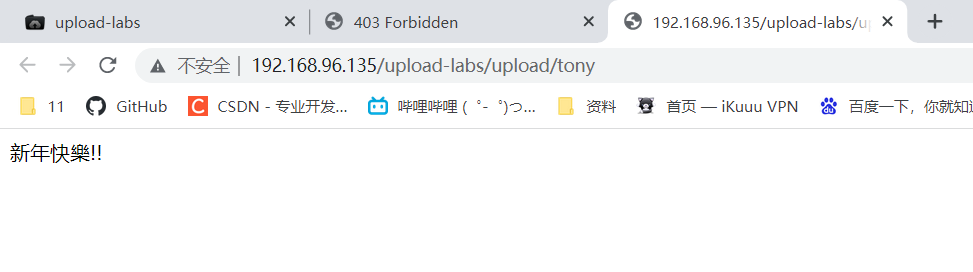 upload-labs
403 Forbidden
192.168.96.135/upload-labs/u
不安全 | 192.168.96.135/upload-labs/upload/tony
11
GitHub
CSDN - 专业开发...
哔哩哔哩 ( ゜- ゜)つ...
资料
首页 — iKuuu VPN
百度一下，你就知道
新年快樂!!